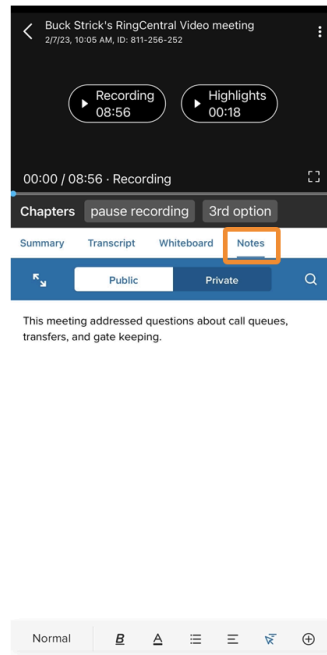 Buck Strick's RingCentral Video meeting
2/7/23, 10:05 AM, ID: 811-256-252
Recording
08:56
Highlights
00:18
00:00 / 08:56 · Recording
Chapters pause recording 3rd option
Summary Transcript Whiteboard Notes
Public Private
This meeting addressed questions about call queues,
transfers, and gate keeping.
Normal B A